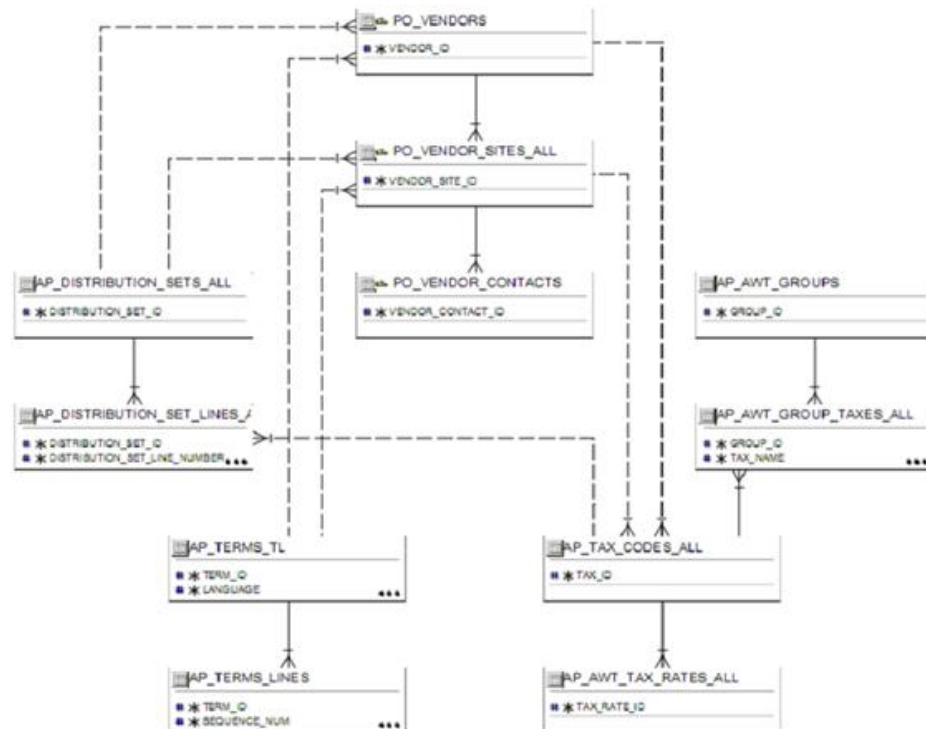 PO_VENDORS
* VENDOR_ID
PO_VENDOR_SITES_ALL
* VENDOR_SITE_ID
AP_DISTRIBUTION_SETS_ALL
* DISTRIBUTION_SET_ID
PO_VENDOR_CONTACTS
* VENDOR_CONTACT_ID
AP_AWT_GROUPS
* GROUP_ID
AP_DISTRIBUTION_SET_LINES_A
* DISTRIBUTION_SET_ID
* DISTRIBUTION_SET_LINE_NUMBER...
AP_AWT_GROUP_TAXES_ALL
* GROUP_ID
* TAX_NAME ...
AP_TERMS_TL
* TERM_ID
* LANGUAGE ...
AP_TAX_CODES_ALL
* TAX_ID
AP_TERMS_LINES
* TERM_ID
* SEQUENCE_NUM ...
AP_AWT_TAX_RATES_ALL
* TAX_RATE_ID